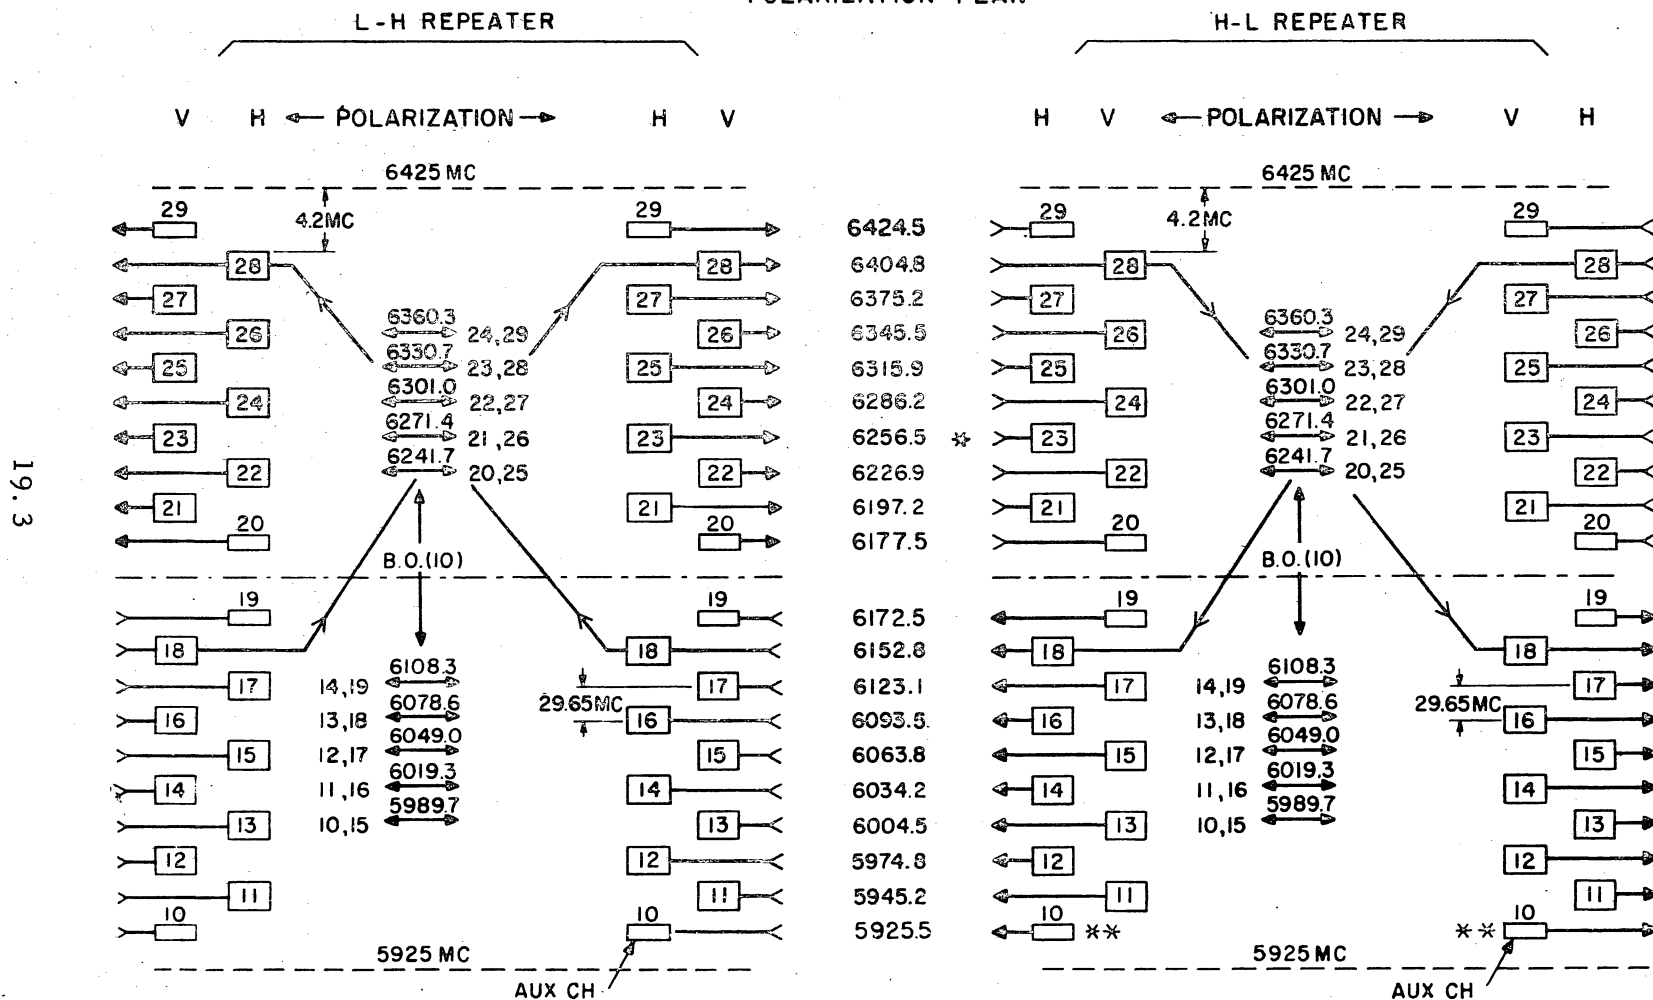 POLARIZATION PLAN
L-H REPEATER
H-L REPEATER
V H ← POLARIZATION → H V
H V ← POLARIZATION → V H
6425 MC 6425 MC
29 4.2MC 29 6424.5 29 4.2MC 29
28 28 6404.8 28 28
27 27 6375.2 27 27
6360.3 6360.3
26 24,29 26 6345.5 26 24,29 26
6330.7 6330.7
25 23,28 25 6315.9 25 23,28 25
6301.0 6301.0
24 22,27 24 6286.2 24 22,27 24
6271.4 6271.4
23 21,26 23 6256.5 * 23 21,26 23
6241.7 6241.7
22 20,25 22 6226.9 22 20,25 22
21 21 6197.2 21 21
20 20 6177.5 20 20
B.O.(10) B.O.(10)
19 19 6172.5 19 19
18 18 6152.8 18 18
6108.3 6108.3
17 14,19 17 6123.1 17 14,19 17
6078.6 29.65MC 6078.6 29.65MC
16 13,18 16 6093.5 16 13,18 16
6049.0 6049.0
15 12,17 15 6063.8 15 12,17 15
6019.3 6019.3
14 11,16 14 6034.2 14 11,16 14
5989.7 5989.7
13 10,15 13 6004.5 13 10,15 13
12 12 5974.8 12 12
11 11 5945.2 11 11
10 10 5925.5 10 ** ** 10
5925 MC 5925 MC
AUX CH AUX CH
19.3